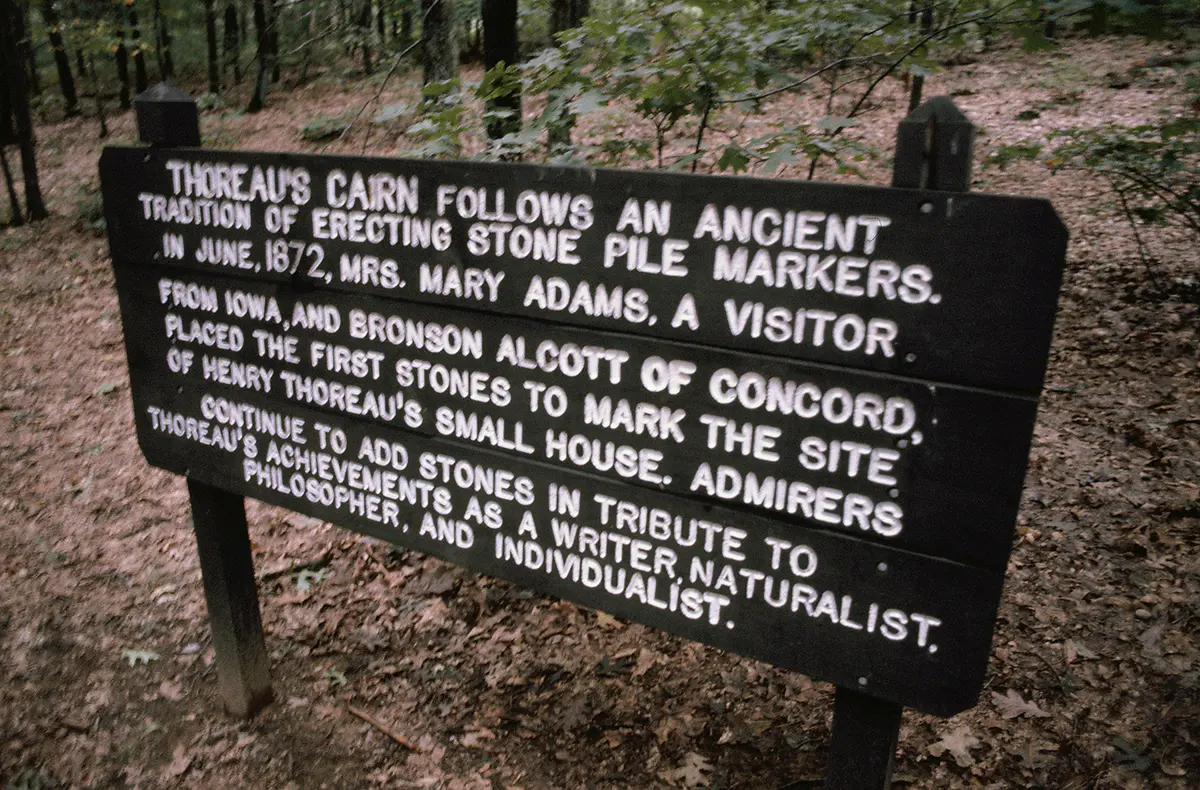 THOREAU'S CAIRN FOLLOWS AN ANCIENT
TRADITION OF ERECTING STONE PILE MARKERS.
IN JUNE, 1872, MRS. MARY ADAMS, A VISITOR
FROM IOWA, AND BRONSON ALCOTT OF CONCORD,
PLACED THE FIRST STONES TO MARK THE SITE
OF HENRY THOREAU'S SMALL HOUSE. ADMIRERS
CONTINUE TO ADD STONES IN TRIBUTE TO
THOREAU'S ACHIEVEMENTS AS A WRITER, NATURALIST,
PHILOSOPHER, AND INDIVIDUALIST.